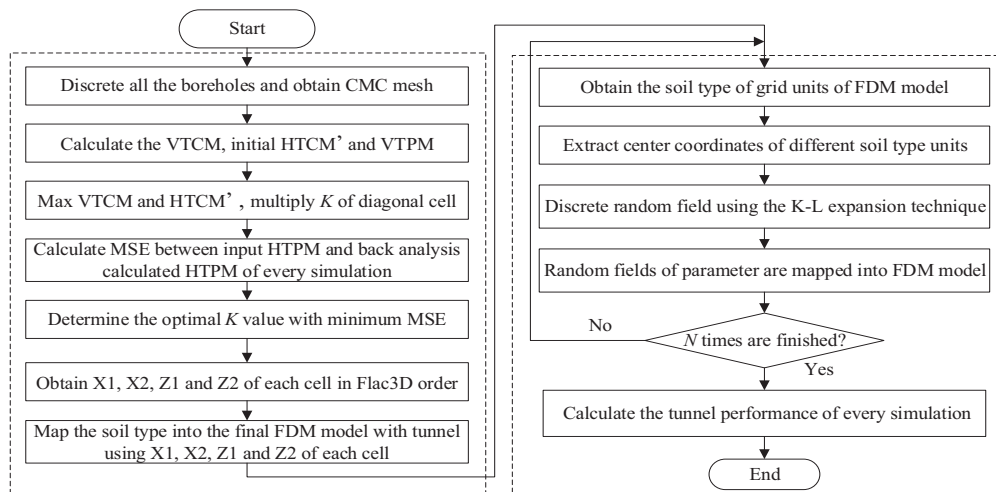 Start
Discrete all the boreholes and obtain CMC mesh
Calculate the VTCM, initial HTCM’ and VTPM
Max VTCM and HTCM’, multiply K of diagonal cell
Calculate MSE between input HTPM and back analysis
calculated HTPM of every simulation
Determine the optimal K value with minimum MSE
Obtain X1, X2, Z1 and Z2 of each cell in Flac3D order
Map the soil type into the final FDM model with tunnel
using X1, X2, Z1 and Z2 of each cell
Obtain the soil type of grid units of FDM model
Extract center coordinates of different soil type units
Discrete random field using the K-L expansion technique
Random fields of parameter are mapped into FDM model
No
N times are finished?
Yes
Calculate the tunnel performance of every simulation
End